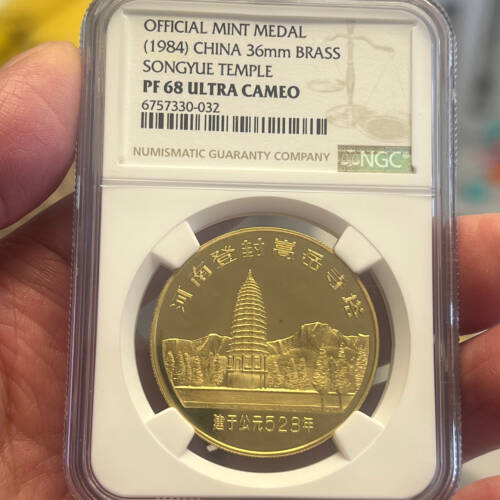 OFFICIAL MINT MEDAL
(1984) CHINA 36mm BRASS
SONGYUE TEMPLE
PF 68 ULTRA CAMEO
6757330-032
NUMISMATIC GUARANTY COMPANY
NGC
河南登封嵩岳寺塔
建于公元523年